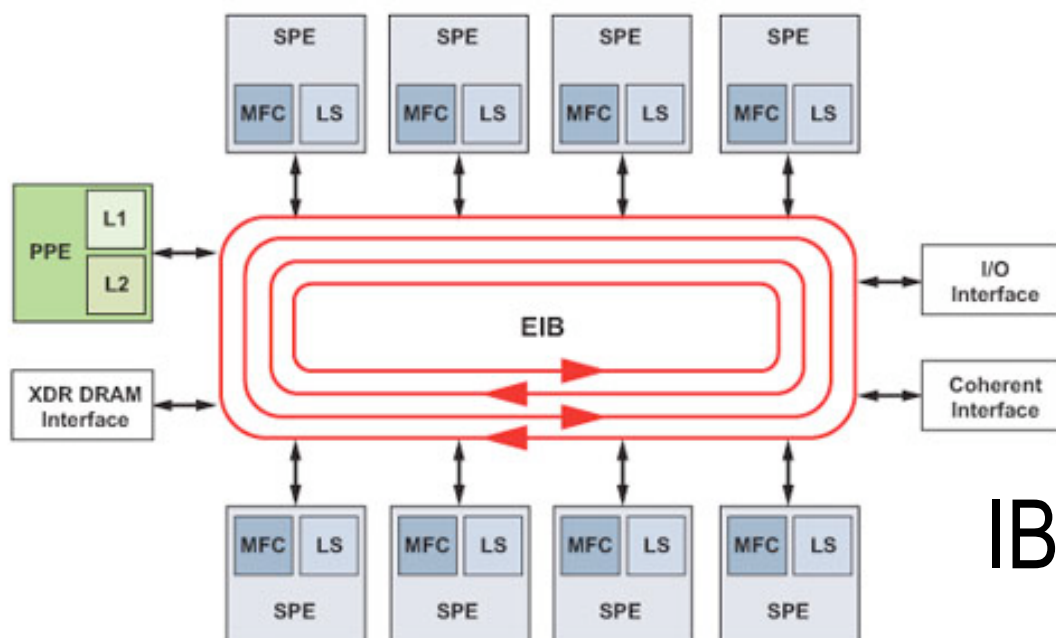 SPE
SPE
SPE
SPE
MFC LS
MFC LS
MFC LS
MFC LS
L1
PPE
L2
I/O
Interface
EIB
XDR DRAM
Interface
Coherent
Interface
MFC LS
MFC LS
MFC LS
MFC LS
SPE
SPE
SPE
SPE
IB